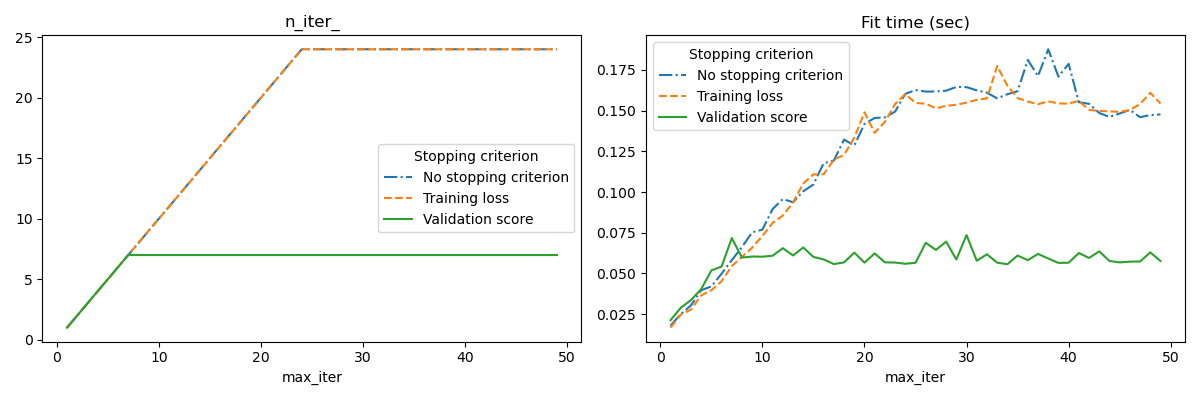 n_iter_
25
20
15
10
5
0
Stopping criterion
No stopping criterion
Training loss
Validation score
0 10 20 30 40 50
max_iter
Fit time (sec)
0.175
0.150
0.125
0.100
0.075
0.050
0.025
Stopping criterion
No stopping criterion
Training loss
Validation score
0 10 20 30 40 50
max_iter